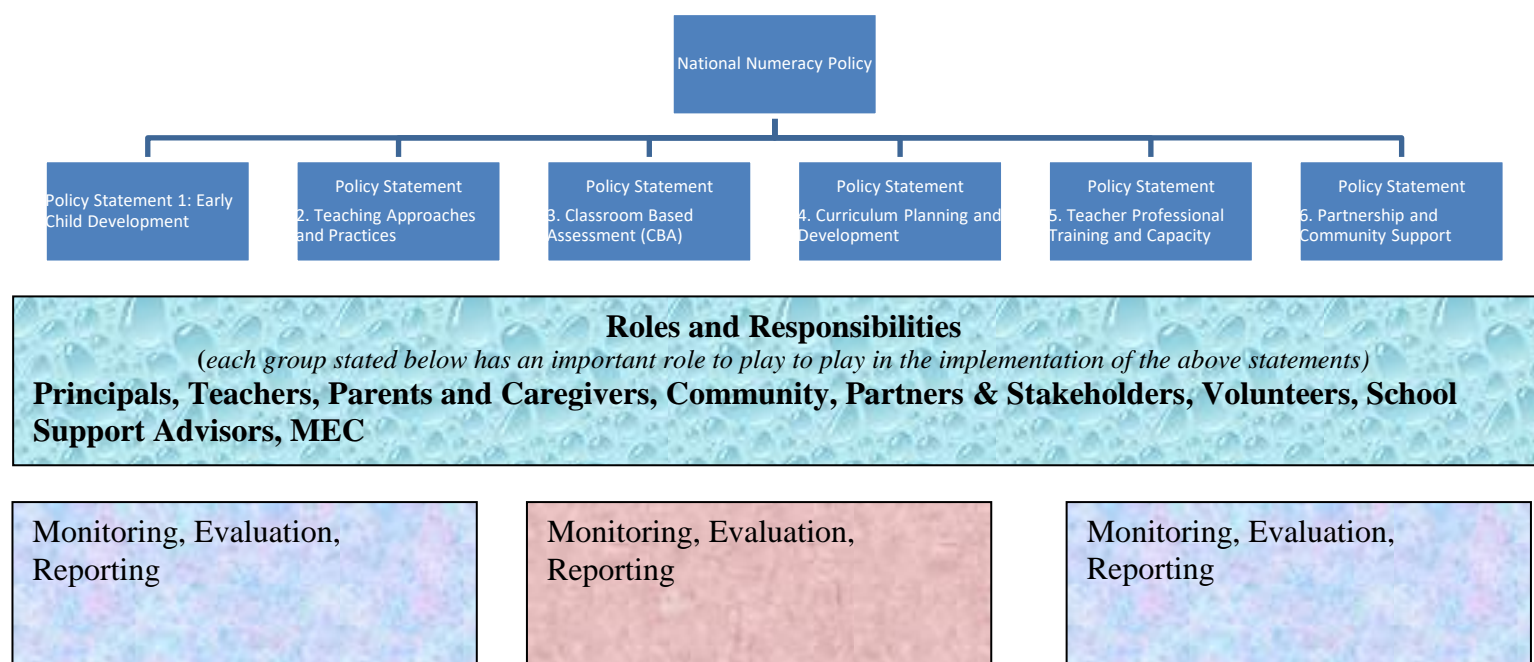 National Numeracy Policy
Policy Statement 1: Early
Child Development
Policy Statement
2. Teaching Approaches
and Practices
Policy Statement
3. Classroom Based
Assessment (CBA)
Policy Statement
4. Curriculum Planning and
Development
Policy Statement
5. Teacher Professional
Training and Capacity
Policy Statement
6. Partnership and
Community Support
Roles and Responsibilities
(each group stated below has an important role to play to play in the implementation of the above statements)
Principals, Teachers, Parents and Caregivers, Community, Partners & Stakeholders, Volunteers, School
Support Advisors, MEC
Monitoring, Evaluation,
Reporting
Monitoring, Evaluation,
Reporting
Monitoring, Evaluation,
Reporting